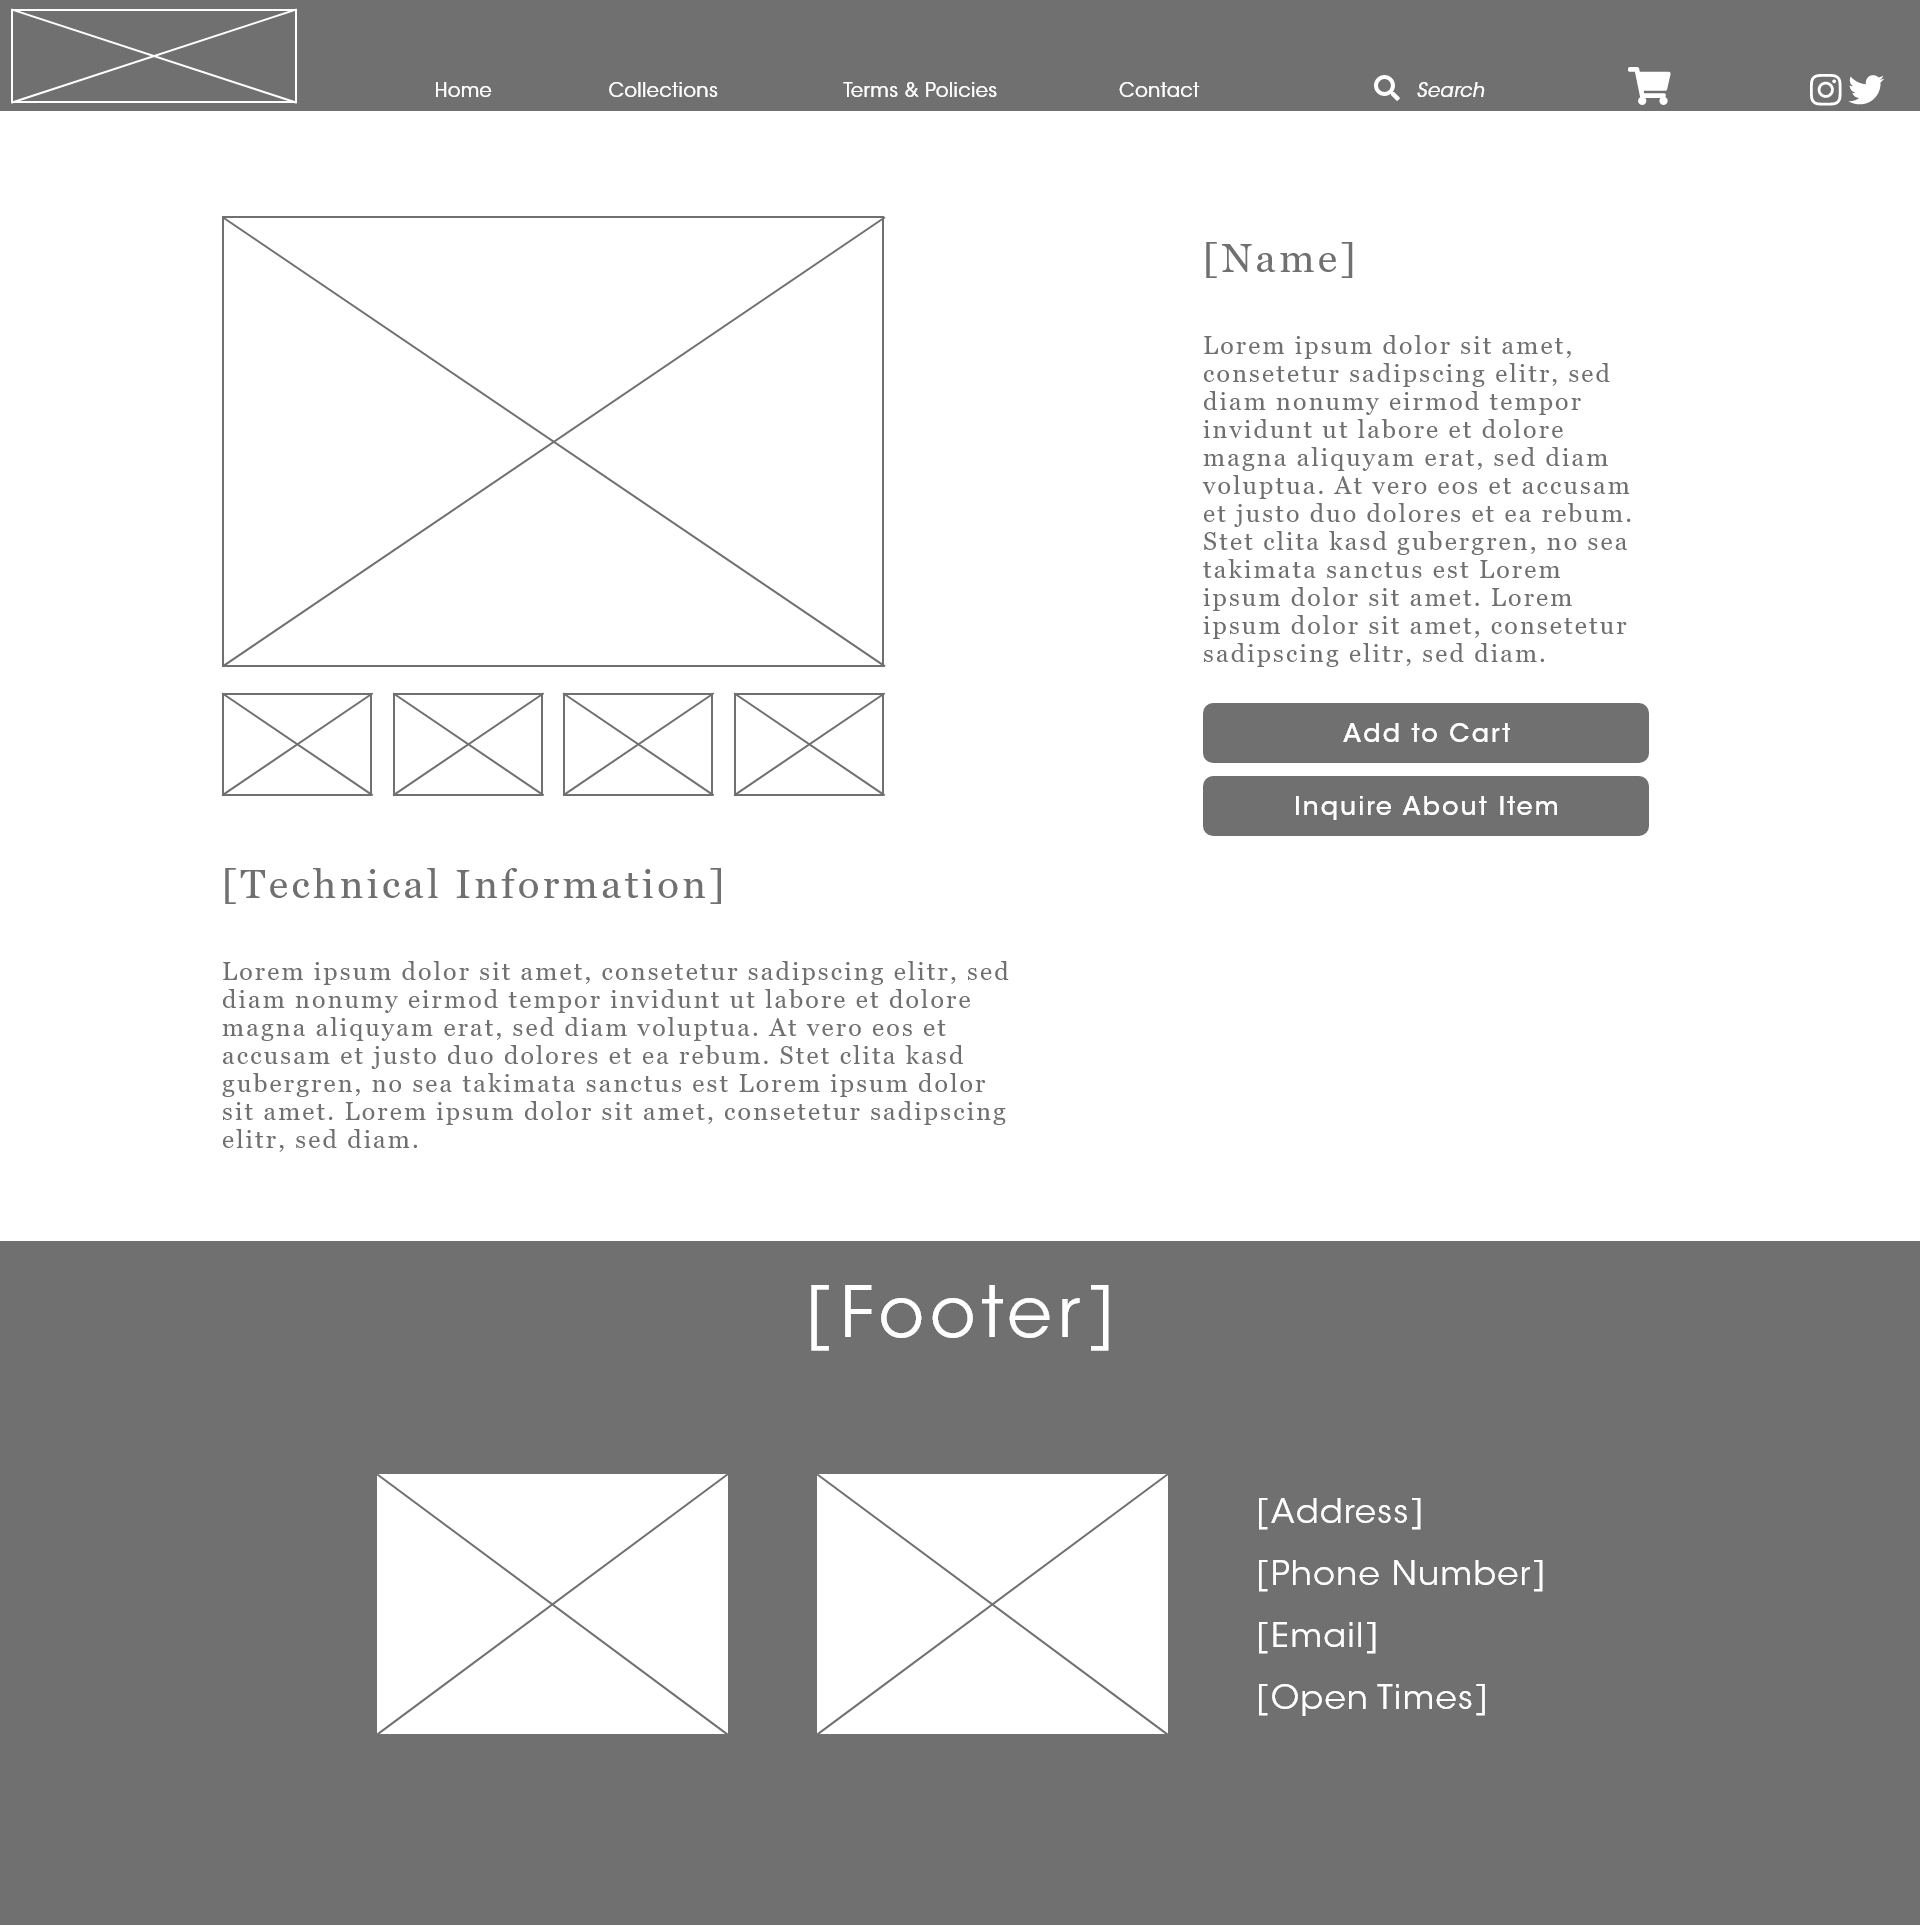 Home
Collections
Terms & Policies
Contact
Search
[Name]
Lorem ipsum dolor sit amet,
consetetur sadipscing elitr, sed
diam nonumy eirmod tempor
invidunt ut labore et dolore
magna aliquyam erat, sed diam
voluptua. At vero eos et accusam
et justo duo dolores et ea rebum.
Stet clita kasd gubergren, no sea
takimata sanctus est Lorem
ipsum dolor sit amet. Lorem
ipsum dolor sit amet, consetetur
sadipscing elitr, sed diam.
Add to Cart
Inquire About Item
[Technical Information]
Lorem ipsum dolor sit amet, consetetur sadipscing elitr, sed
diam nonumy eirmod tempor invidunt ut labore et dolore
magna aliquyam erat, sed diam voluptua. At vero eos et
accusam et justo duo dolores et ea rebum. Stet clita kasd
gubergren, no sea takimata sanctus est Lorem ipsum dolor
sit amet. Lorem ipsum dolor sit amet, consetetur sadipscing
elitr, sed diam.
[Footer]
[Address]
[Phone Number]
[Email]
[Open Times]